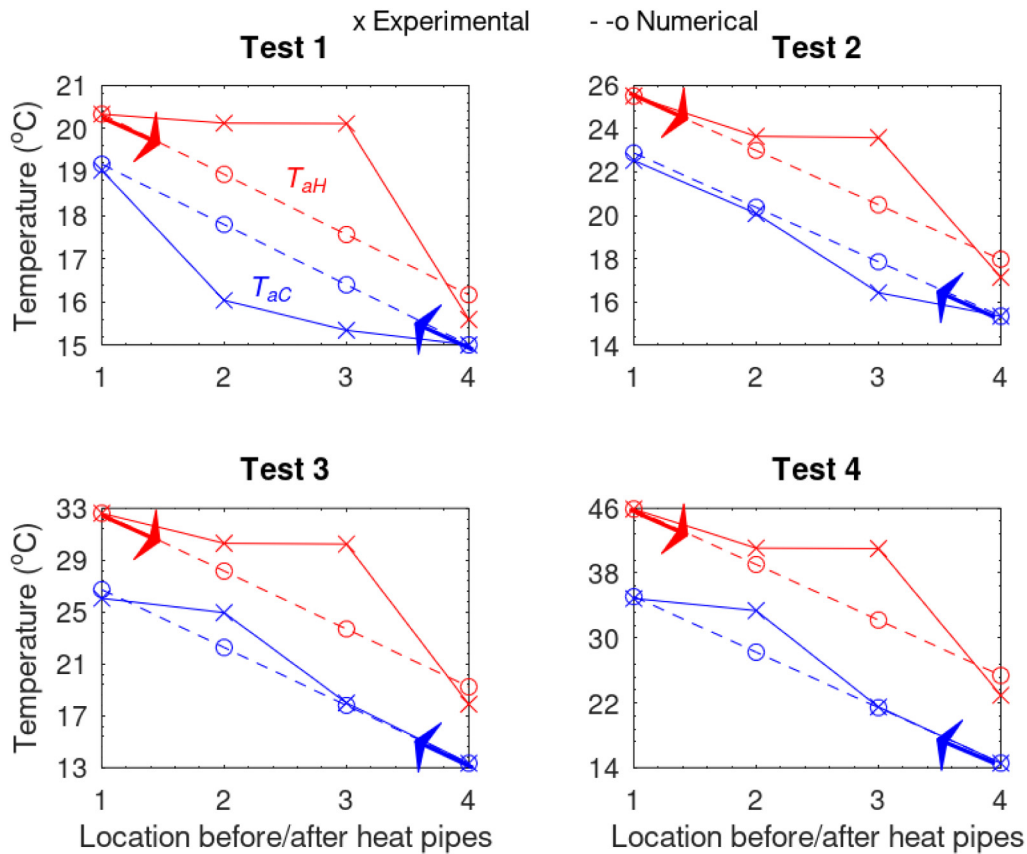 x Experimental - -o Numerical
Test 1 Test 2
Temperature (°C)
21
20
19
18
17
16
15
T_aH
T_aC
1 2 3 4
26
24
22
20
18
16
14
1 2 3 4
Test 3 Test 4
Temperature (°C)
33
29
25
21
17
13
1 2 3 4
Location before/after heat pipes
46
38
30
22
14
1 2 3 4
Location before/after heat pipes